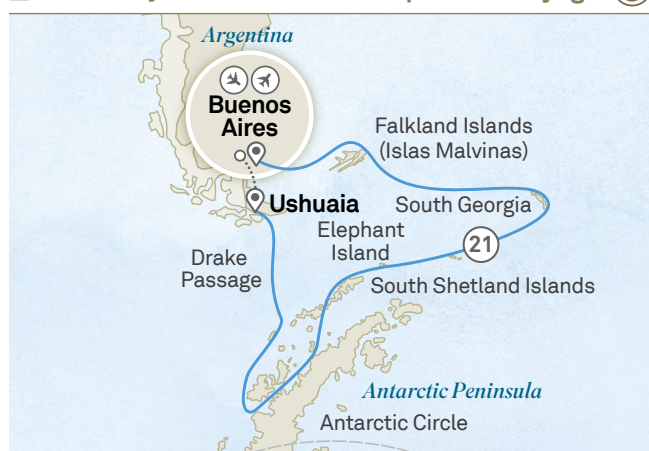 Argentina
Buenos
Aires
Falkland Islands
(Islas Malvinas)
Ushuaia
South Georgia
Elephant
Island
21
Drake
Passage
South Shetland Islands
Antarctic Peninsula
Antarctic Circle